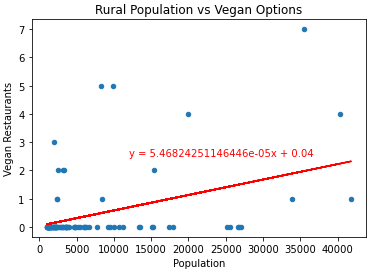 Rural Population vs Vegan Options
Vegan Restaurants
7
6
5
4
3
2
1
0
y = 5.46824251146446e-05x + 0.04
0 5000 10000 15000 20000 25000 30000 35000 40000
Population